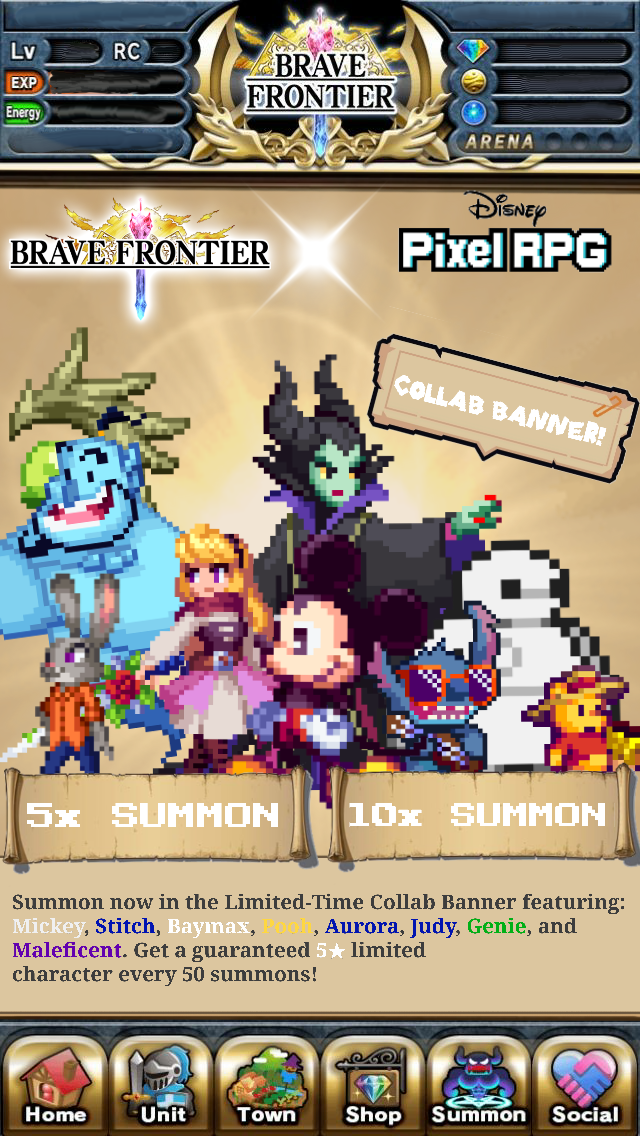 Lv RC
BRAVE
FRONTIER
EXP
Energy
ARENA
BRAVE FRONTIER
Disney
Pixel RPG
COLLAB BANNER!
5x SUMMON
10x SUMMON
Summon now in the Limited-Time Collab Banner featuring:
Mickey, Stitch, Baymax, Pooh, Aurora, Judy, Genie, and
Maleficent. Get a guaranteed 5★ limited
character every 50 summons!
Home Unit Town Shop Summon Social